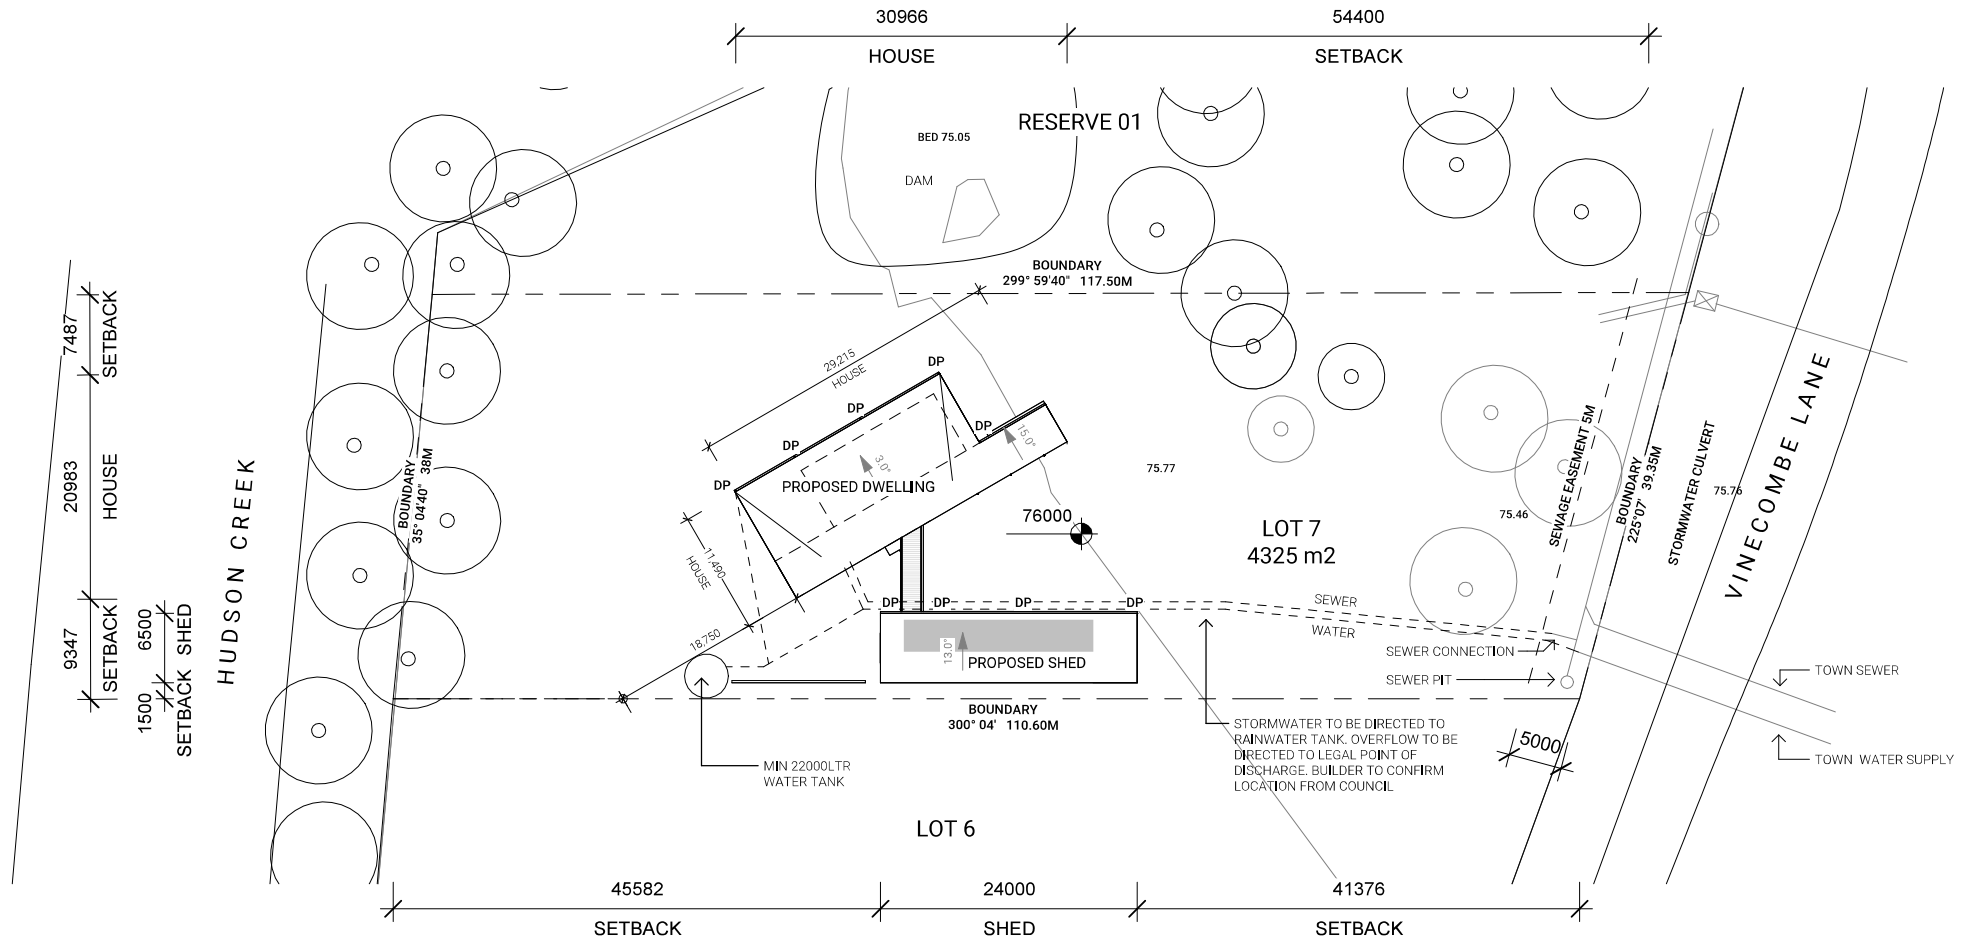 30966
54400
HOUSE
SETBACK
RESERVE 01
BED 75.05
DAM
BOUNDARY
299° 59'40" 117.50M
7487
SETBACK
20983
HOUSE
9347
SETBACK
6500
SHED
1500
SETBACK
HUDSON CREEK
BOUNDARY
35° 04'40" 38M
29,215
HOUSE
DP
DP
DP
DP
DP
15.0°
3.0°
PROPOSED DWELLING
11,490
HOUSE
18,750
75.77
76000
LOT 7
4325 m2
75.46
SEWAGE EASEMENT 5M
BOUNDARY
225°07' 39.35M
STORMWATER CULVERT
75.76
VINECOMBE LANE
DP
DP
DP
DP
SEWER
WATER
13.0°
PROPOSED SHED
SEWER CONNECTION
SEWER PIT
TOWN SEWER
BOUNDARY
300° 04' 110.60M
STORMWATER TO BE DIRECTED TO
RAINWATER TANK. OVERFLOW TO BE
DIRECTED TO LEGAL POINT OF
DISCHARGE. BUILDER TO CONFIRM
LOCATION FROM COUNCIL
5000
TOWN WATER SUPPLY
MIN 22000LTR
WATER TANK
LOT 6
45582
24000
41376
SETBACK
SHED
SETBACK